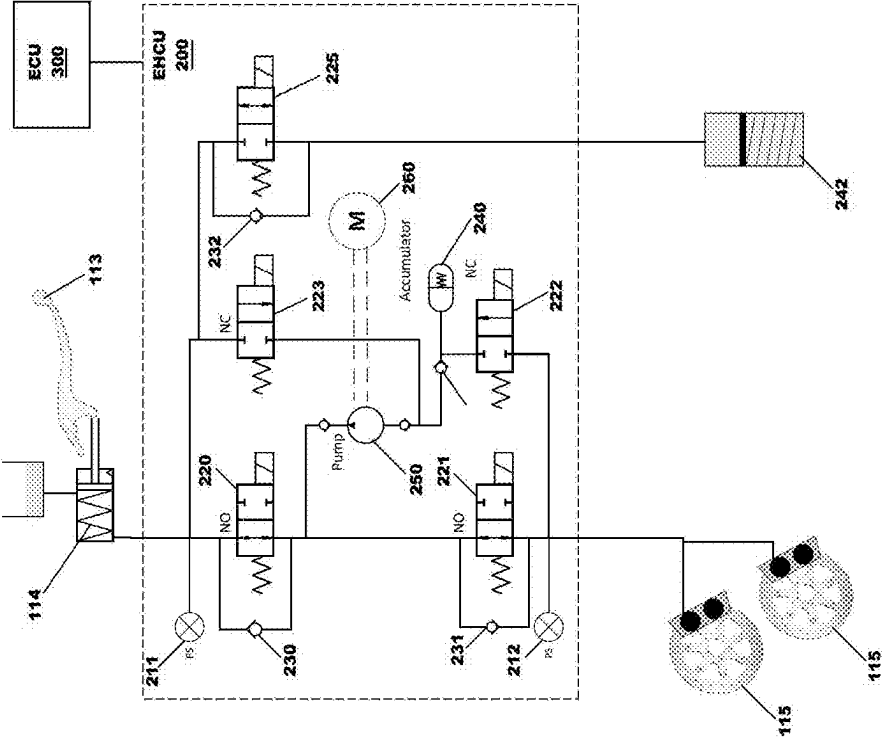 ECU
300
EHCU
200
225
113
232
260
M
Accumulator
240
NC
223
NC
222
Pump
250
220
NO
221
NO
114
211
PS
230
231
212
PS
242
115
115